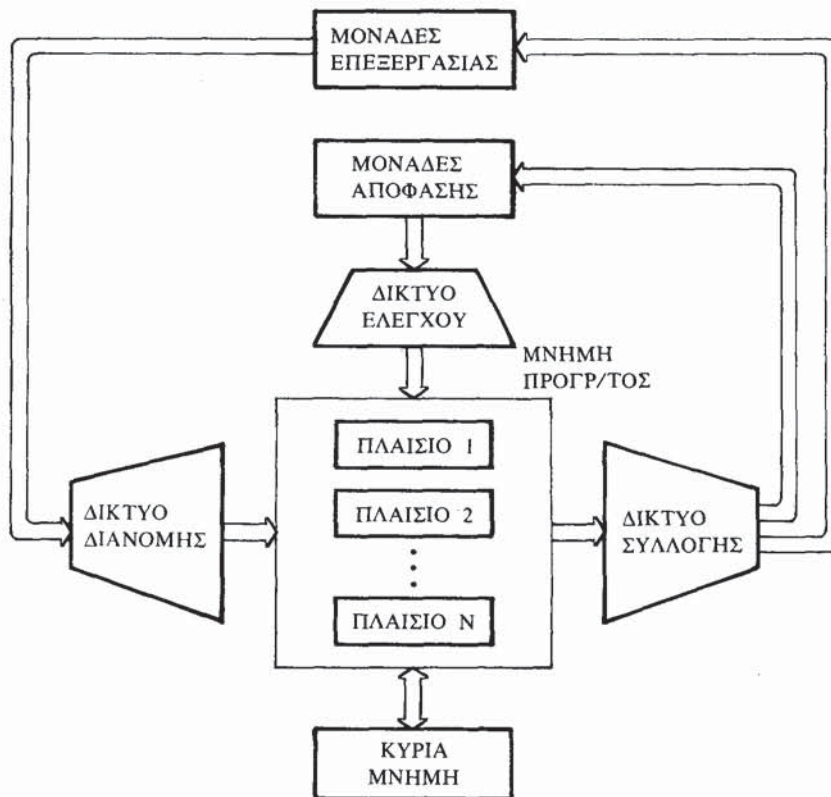 ΜΟΝΑΔΕΣ
ΕΠΕΞΕΡΓΑΣΙΑΣ
ΜΟΝΑΔΕΣ
ΑΠΟΦΑΣΗΣ
ΔΙΚΤΥΟ
ΕΛΕΓΧΟΥ
ΜΝΗΜΗ
ΠΡΟΓΡ/ΤΟΣ
ΠΛΑΙΣΙΟ 1
ΔΙΚΤΥΟ
ΔΙΑΝΟΜΗΣ
ΠΛΑΙΣΙΟ 2
ΔΙΚΤΥΟ
ΣΥΛΛΟΓΗΣ
ΠΛΑΙΣΙΟ Ν
ΚΥΡΙΑ
ΜΝΗΜΗ